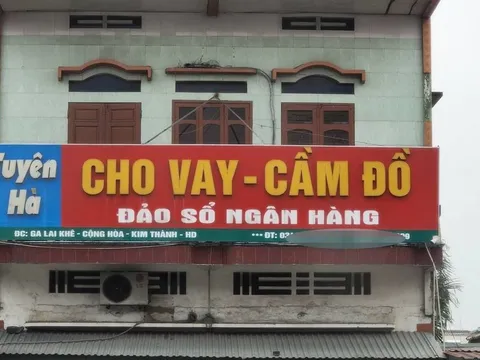 Tuyên
Hà
CHO VAY - CẦM ĐỒ
ĐẢO SỔ NGÂN HÀNG
ĐC: GA LAI KHÊ - CỘNG HÒA - KIM THÀNH - HD
*** ĐT: